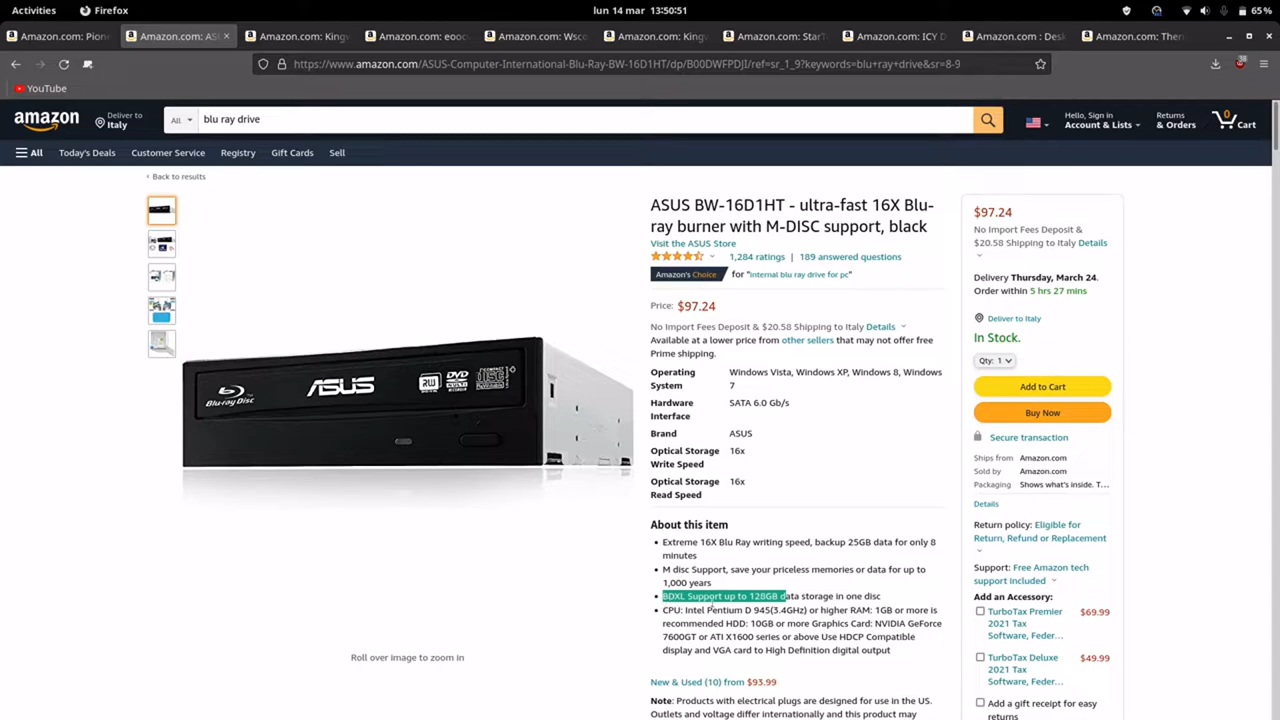 Activities
Firefox
lun 14 mar 13:50:51
65%
Amazon.com: Pion
Amazon.com: AS
Amazon.com: King
Amazon.com: eooc
Amazon.com: Wsco
Amazon.com: King
Amazon.com: StarT
Amazon.com: ICY D
Amazon.com : Desk
Amazon.com: Ther
https://www.amazon.com/ASUS-Computer-International-Blu-Ray-BW-16D1HT/dp/B00DWFPDJI/ref=sr_1_9?keywords=blu+ray+drive&sr=8-9
YouTube
amazon
Deliver to
Italy
All
blu ray drive
Hello, Sign in
Account & Lists
Returns
& Orders
0
Cart
All
Today's Deals
Customer Service
Registry
Gift Cards
Sell
‹ Back to results
Blu-ray Disc
ASUS
RW
DVD
Roll over image to zoom in
ASUS BW-16D1HT - ultra-fast 16X Blu-
ray burner with M-DISC support, black
Visit the ASUS Store
1,284 ratings | 189 answered questions
Amazon's Choice for "internal blu ray drive for pc"
Price: $97.24
No Import Fees Deposit & $20.58 Shipping to Italy Details
Available at a lower price from other sellers that may not offer free
Prime shipping.
Operating System Windows Vista, Windows XP, Windows 8, Windows 7
Hardware Interface SATA 6.0 Gb/s
Brand ASUS
Optical Storage Write Speed 16x
Optical Storage Read Speed 16x
About this item
• Extreme 16X Blu Ray writing speed, backup 25GB data for only 8
minutes
• M disc Support, save your priceless memories or data for up to
1,000 years
• BDXL Support up to 128GB data storage in one disc
• CPU: Intel Pentium D 945(3.4GHz) or higher RAM: 1GB or more is
recommended HDD: 10GB or more Graphics Card: NVIDIA GeForce
7600GT or ATI X1600 series or above Use HDCP Compatible
display and VGA card to High Definition digital output
New & Used (10) from $93.99
Note: Products with electrical plugs are designed for use in the US.
Outlets and voltage differ internationally and this product may
$97.24
No Import Fees Deposit &
$20.58 Shipping to Italy Details
Delivery Thursday, March 24.
Order within 5 hrs 27 mins
Deliver to Italy
In Stock.
Qty: 1
Add to Cart
Buy Now
Secure transaction
Ships from Amazon.com
Sold by Amazon.com
Packaging Shows what's inside. T...
Details
Return policy: Eligible for
Return, Refund or Replacement
Support: Free Amazon tech
support included
Add an Accessory:
TurboTax Premier
2021 Tax
Software, Feder...
$69.99
TurboTax Deluxe
2021 Tax
Software, Feder...
$49.99
Add a gift receipt for easy
returns